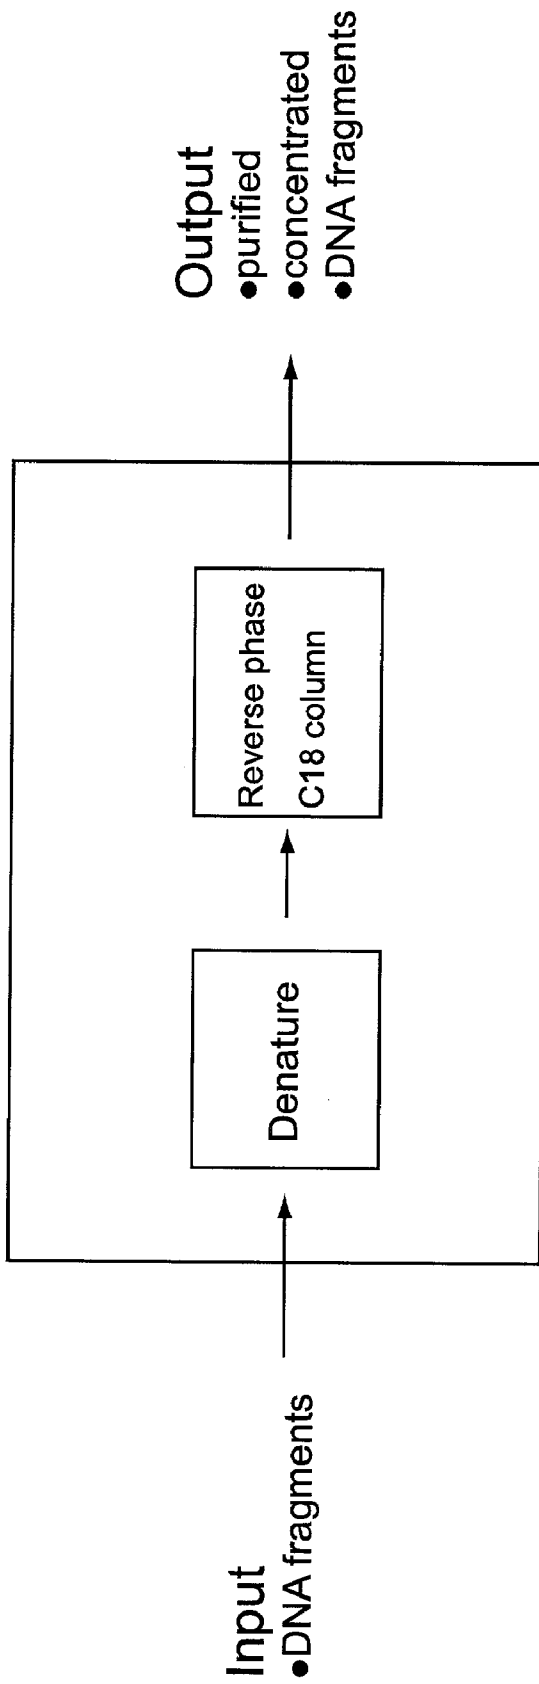 Input
●DNA fragments
Denature
Reverse phase
C18 column
Output
●purified
●concentrated
●DNA fragments